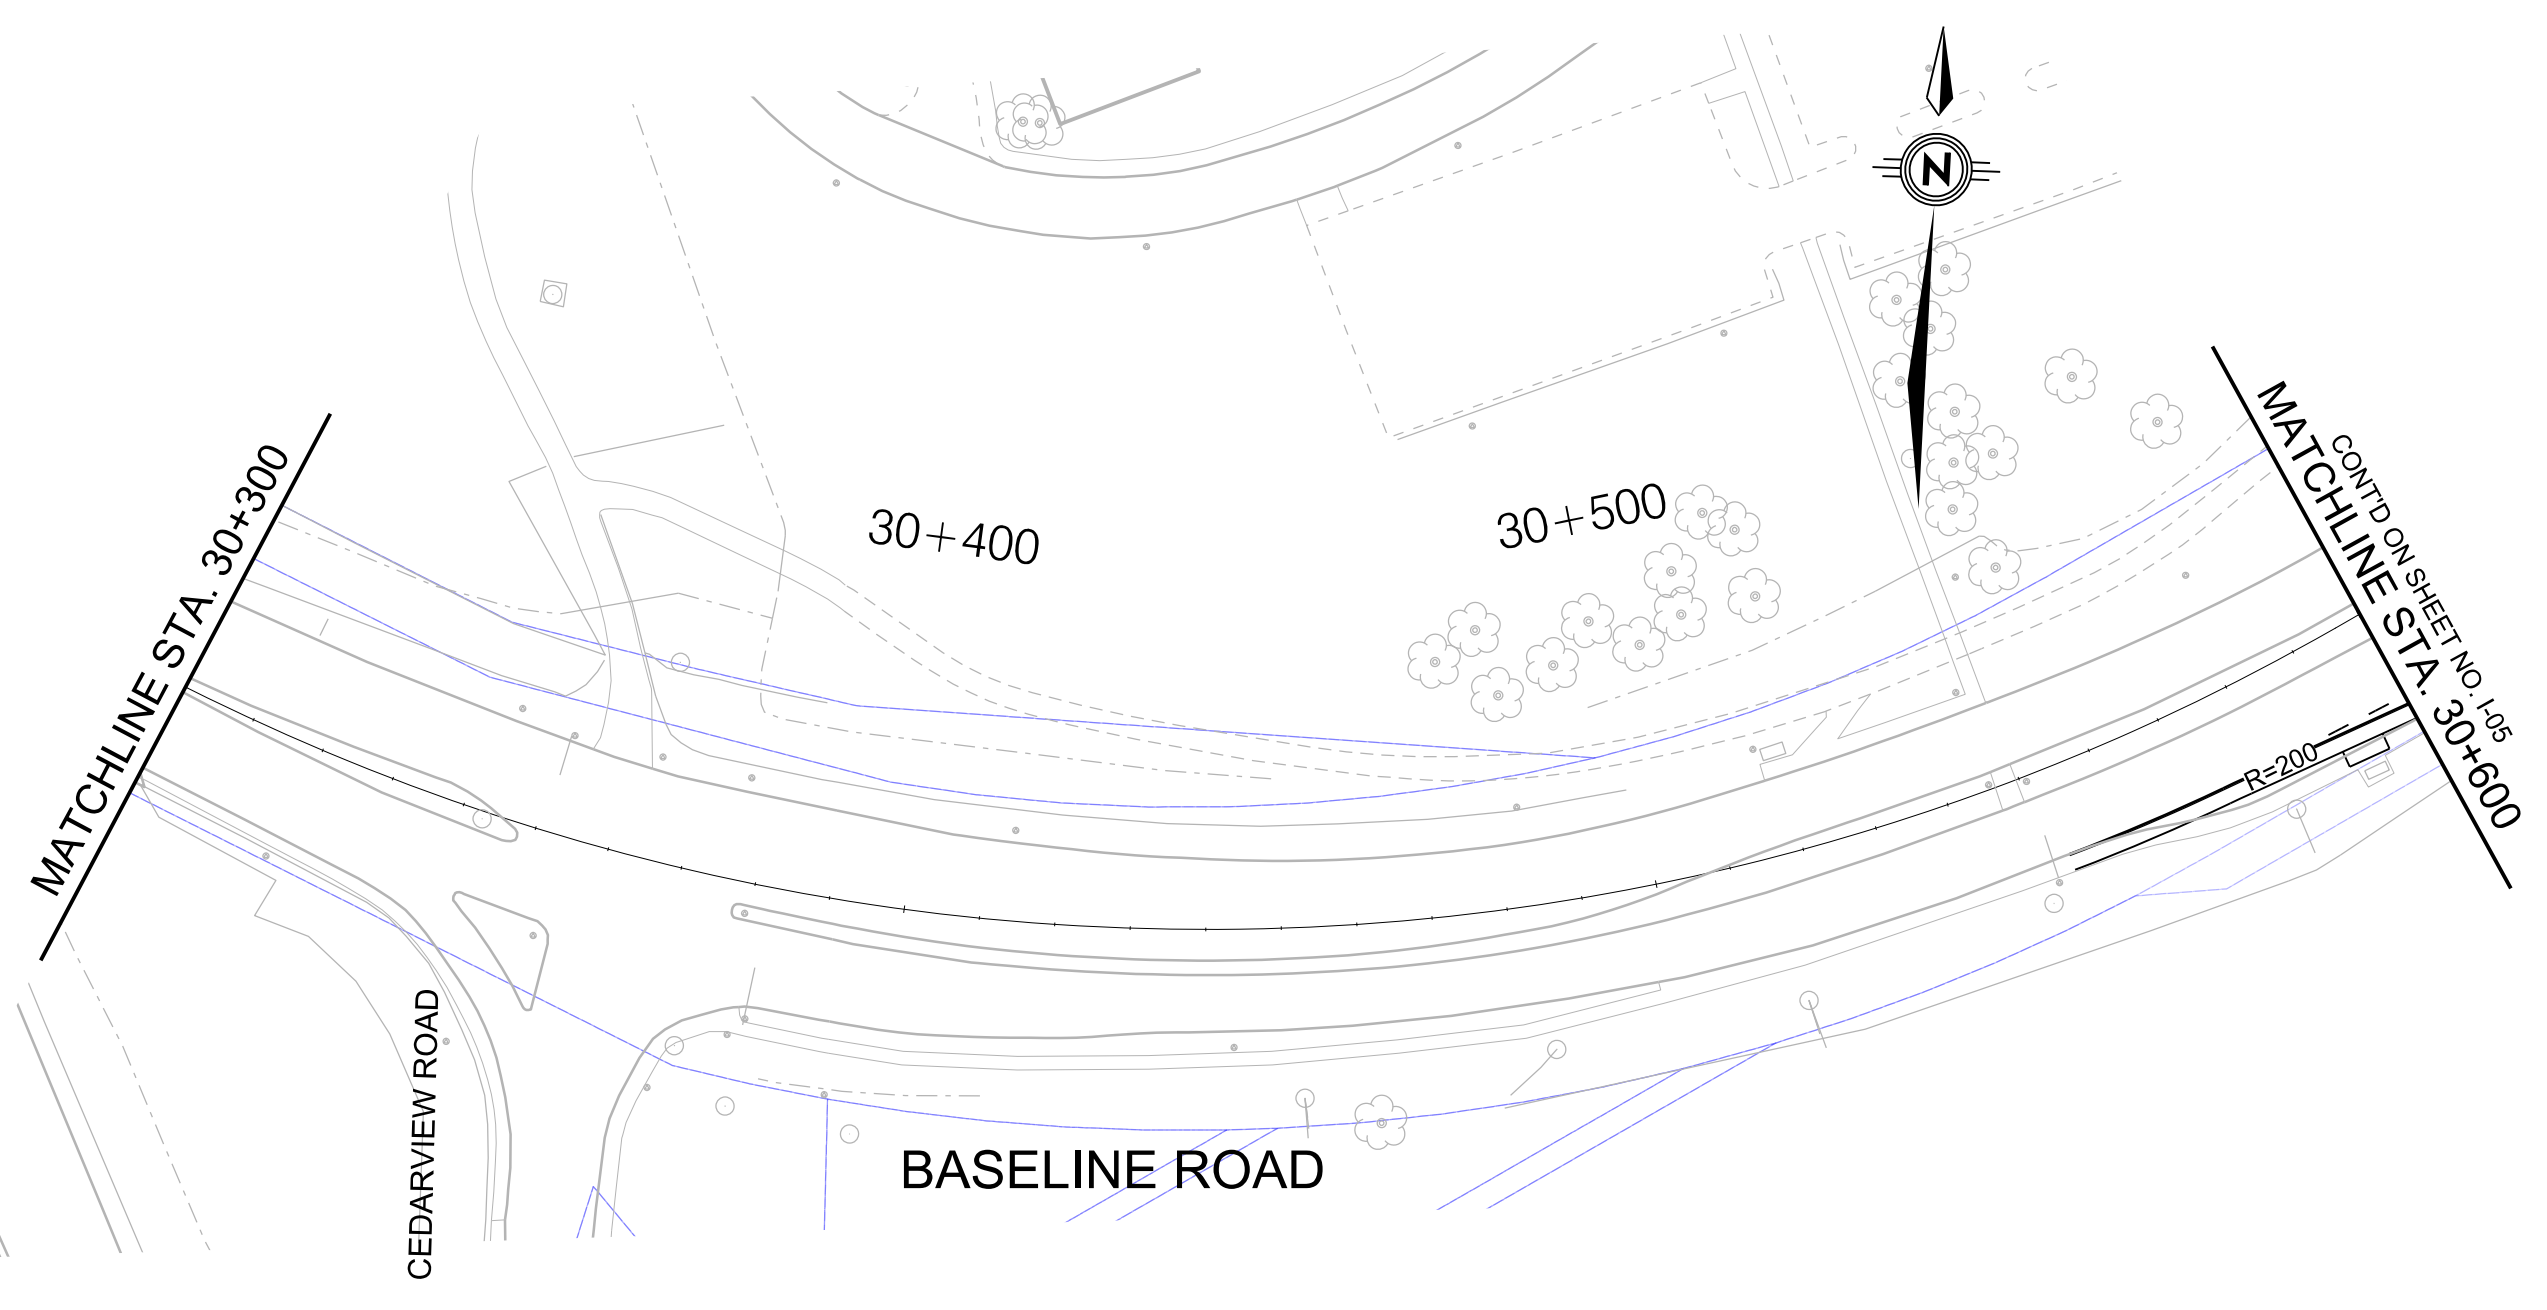 N
MATCHLINE STA. 30+300
30+400
30+500
MATCHLINE STA. 30+600
CONT'D ON SHEET NO. I-05
R=200
CEDARVIEW ROAD
BASELINE ROAD